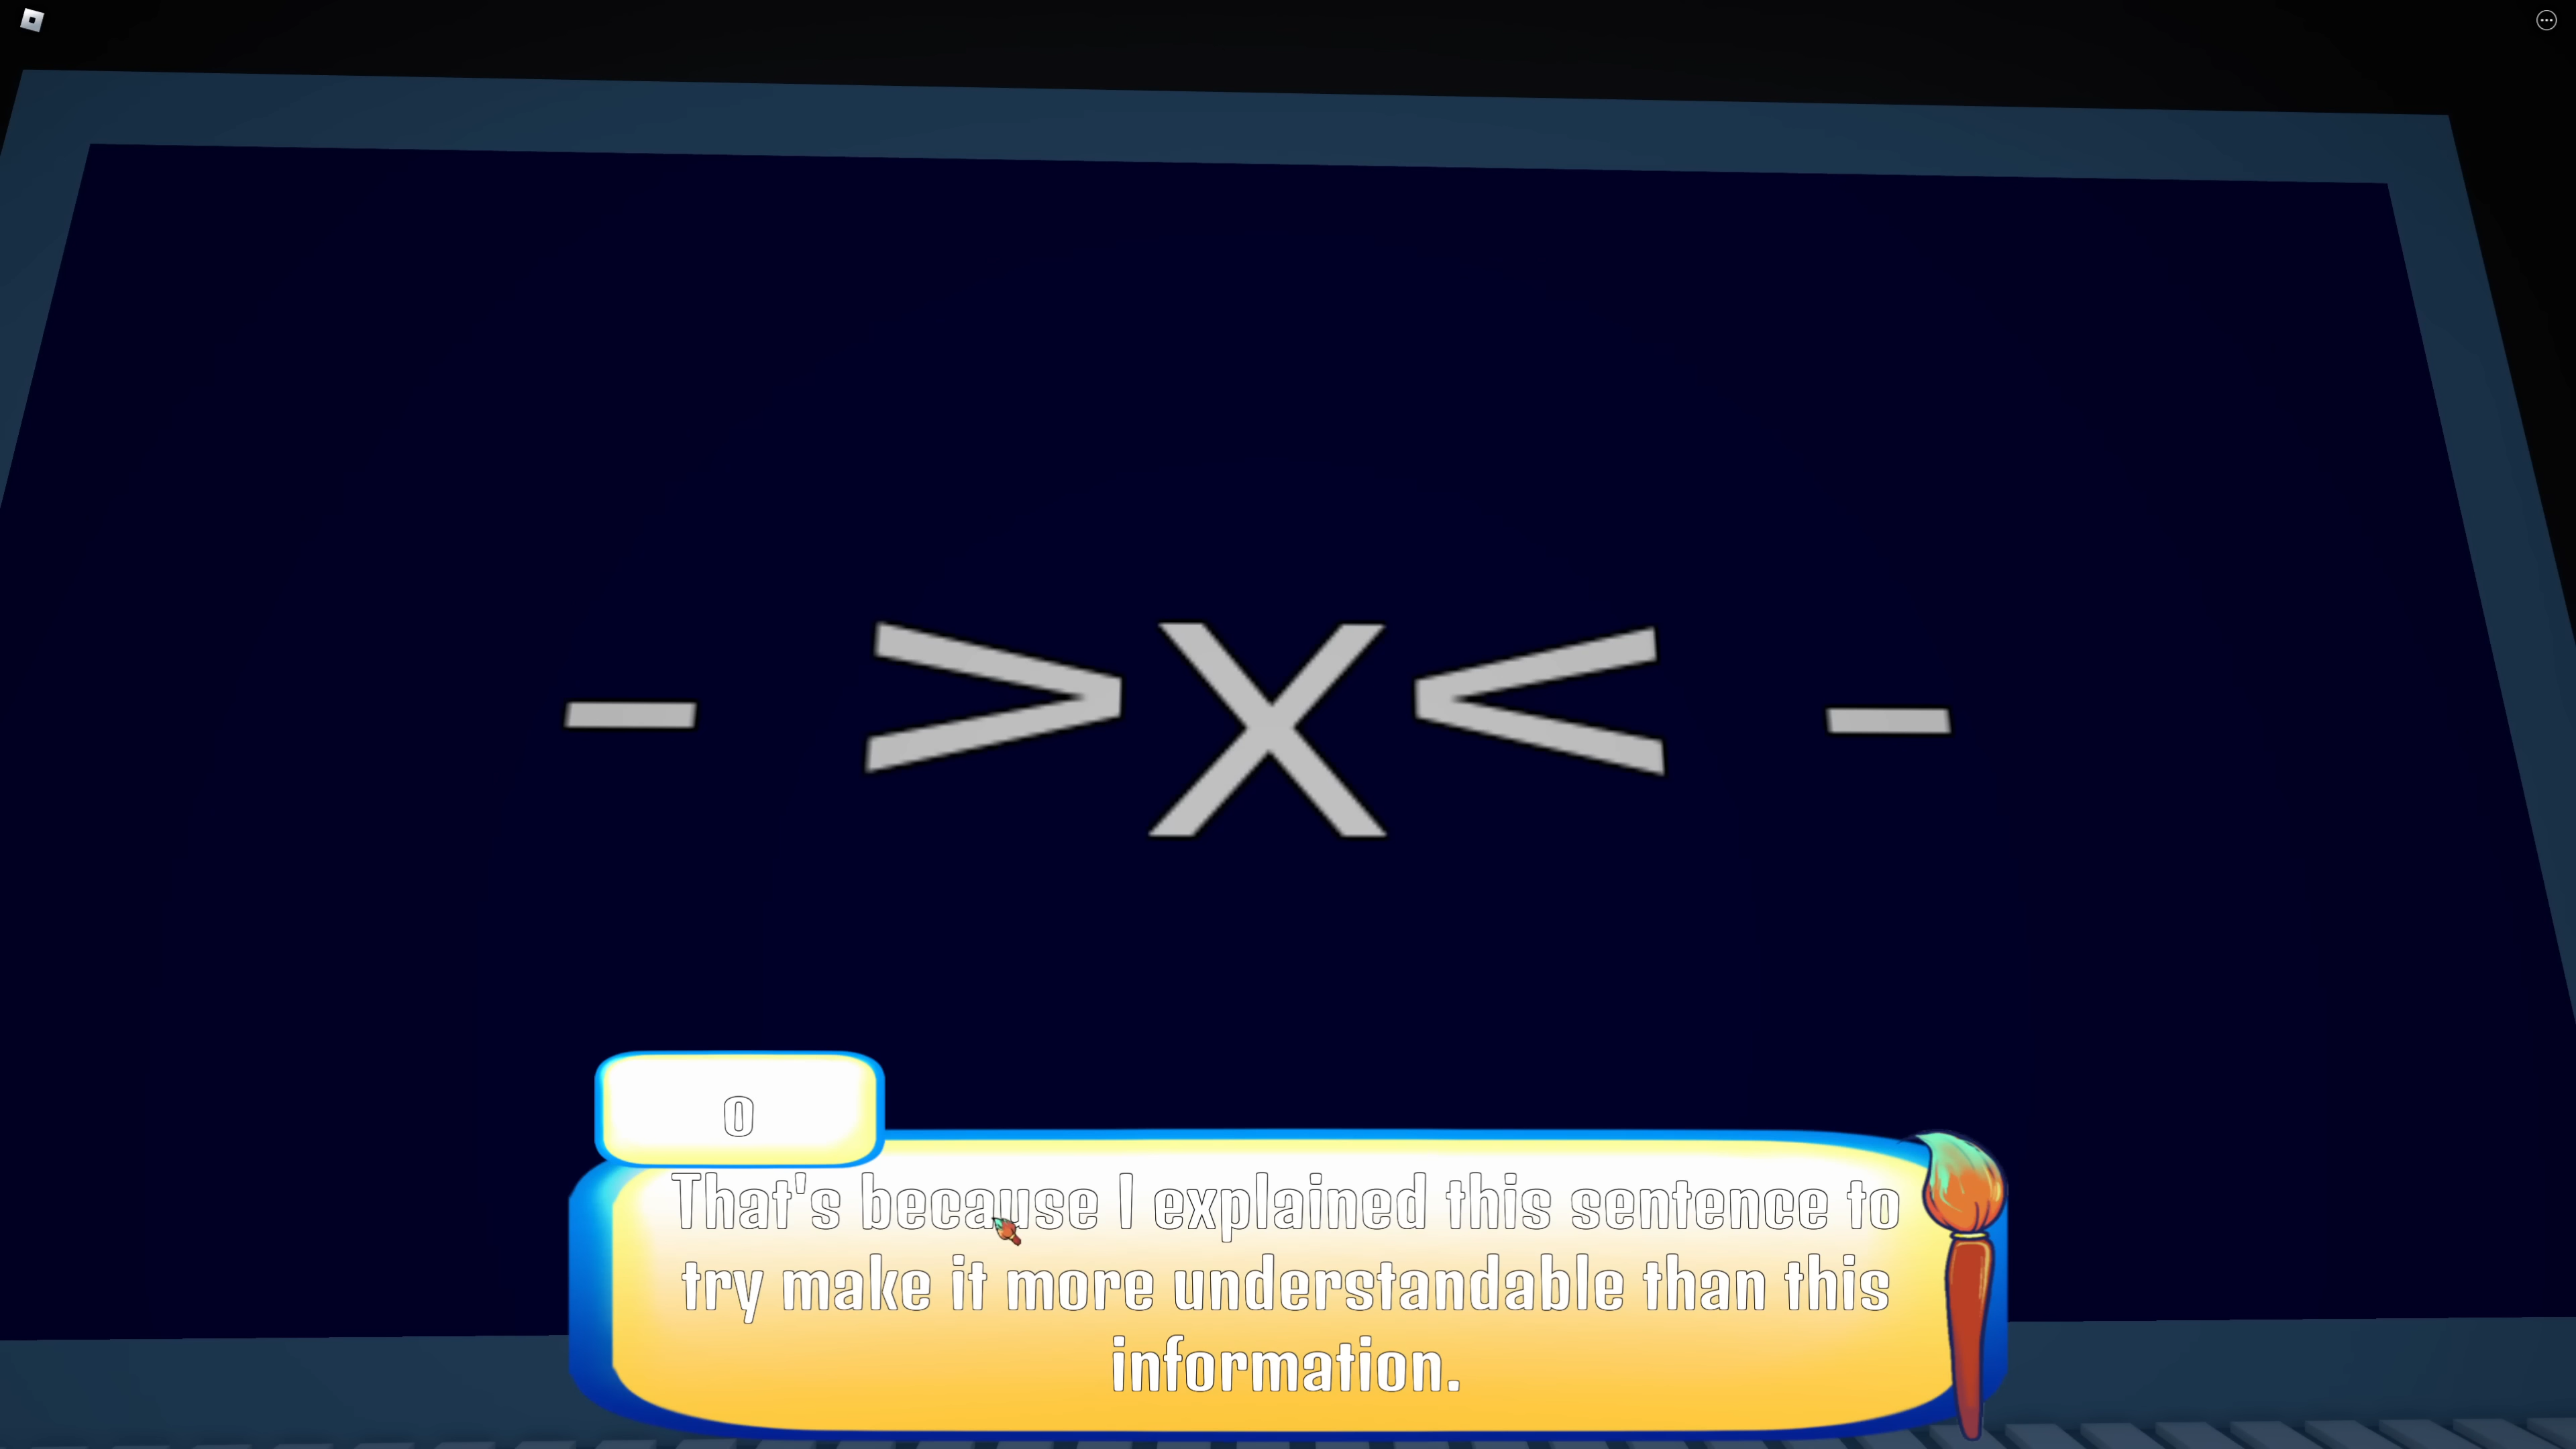 - >X< -
0
That's because I explained this sentence to
try make it more understandable than this
information.